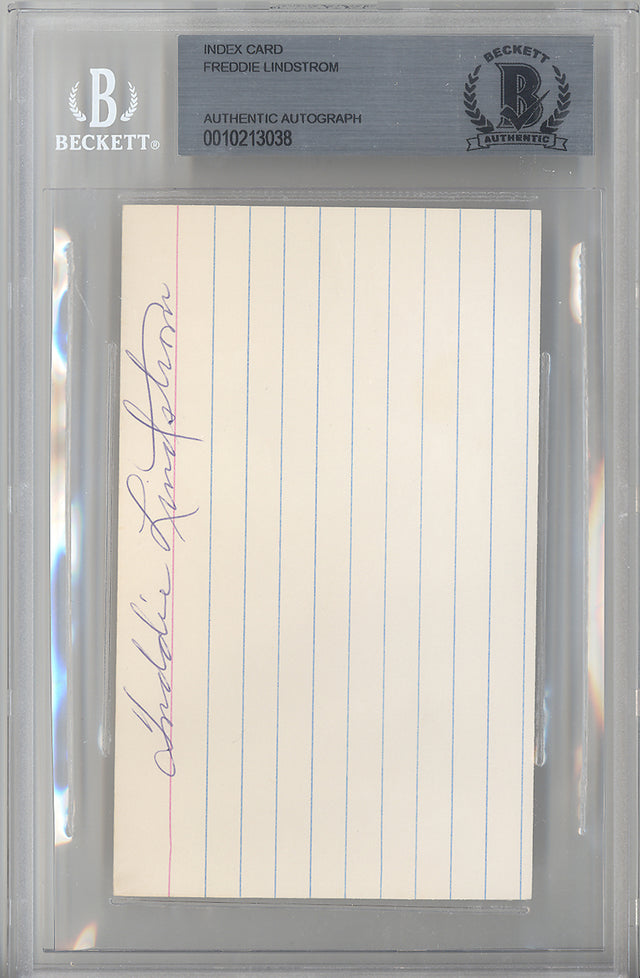 INDEX CARD
FREDDIE LINDSTROM
AUTHENTIC AUTOGRAPH
0010213038
B
BECKETT®
BECKETT
B
AUTHENTIC
Freddie Lindstrom